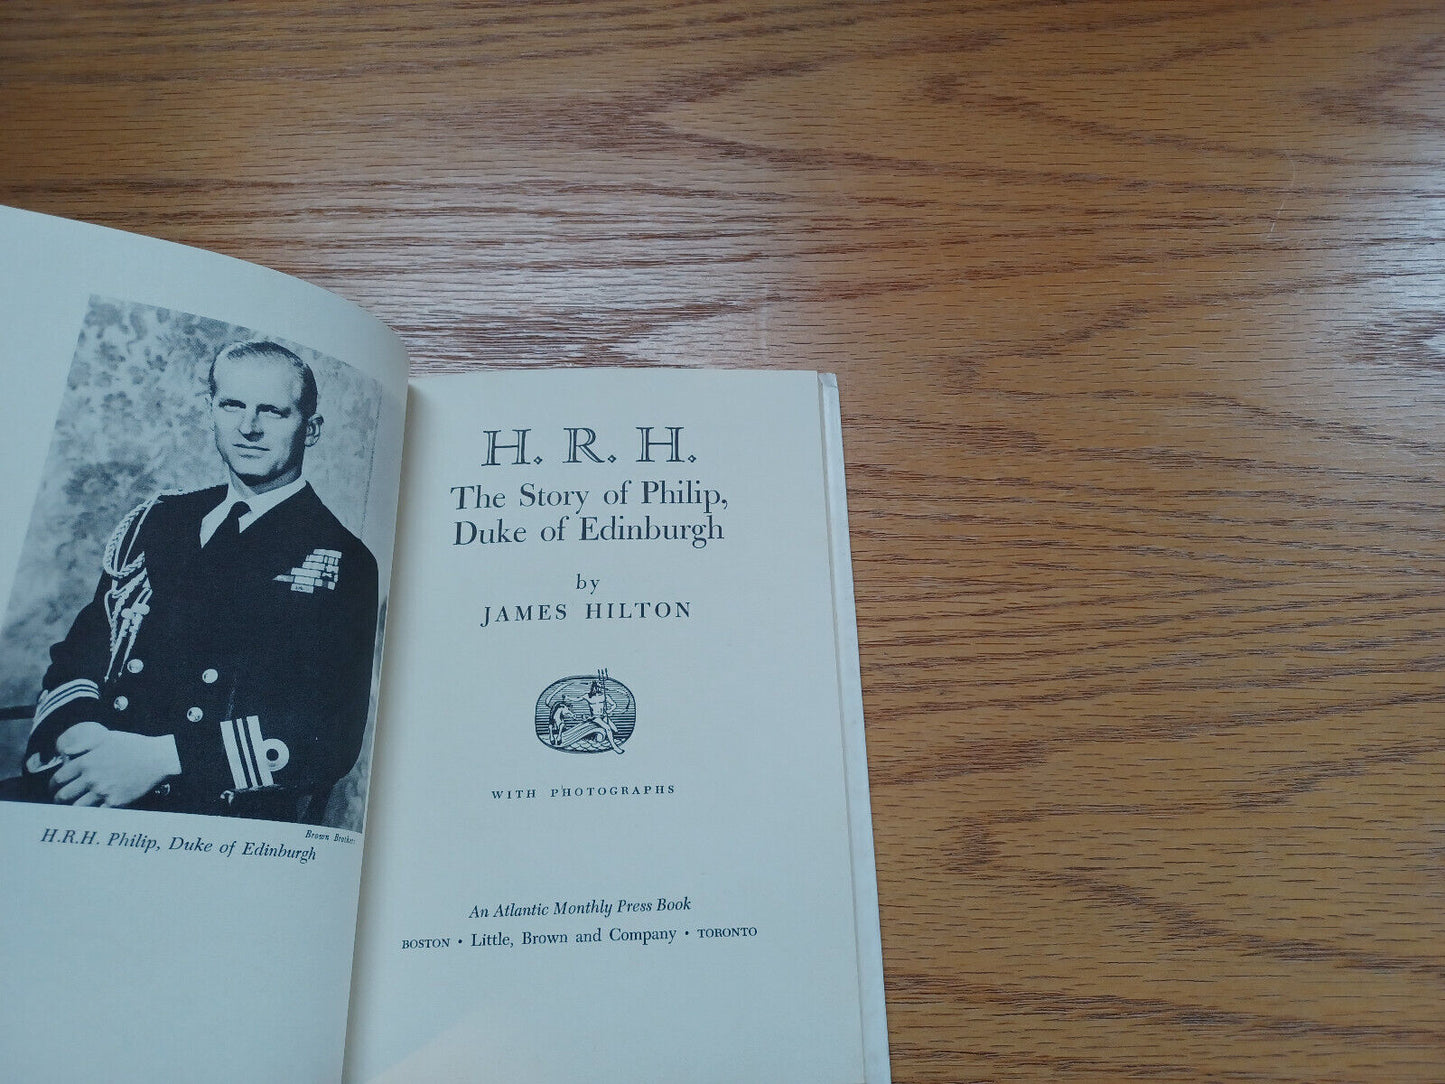 Brown Brothers
H.R.H. Philip, Duke of Edinburgh
H. R. H.
The Story of Philip,
Duke of Edinburgh
by
JAMES HILTON
WITH PHOTOGRAPHS
An Atlantic Monthly Press Book
BOSTON • Little, Brown and Company • TORONTO